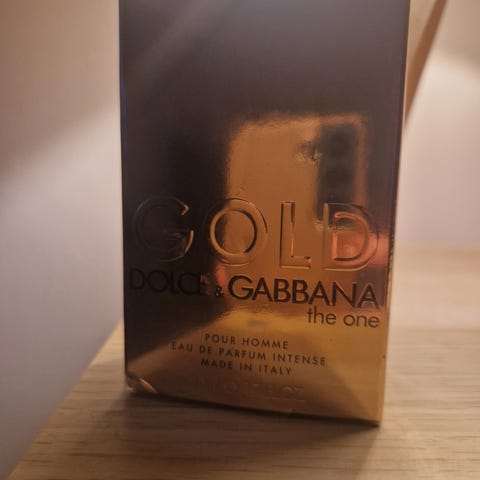 GOLD
DOLCE & GABBANA
the one
POUR HOMME
EAU DE PARFUM INTENSE
MADE IN ITALY